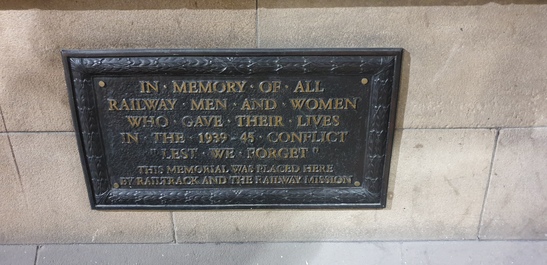 IN · MEMORY · OF · ALL
RAILWAY · MEN · AND · WOMEN
WHO · GAVE · THEIR · LIVES
IN · THE · 1939 - 45 · CONFLICT
"LEST · WE · FORGET"
THIS MEMORIAL WAS PLACED HERE
BY RAILTRACK AND THE RAILWAY MISSION